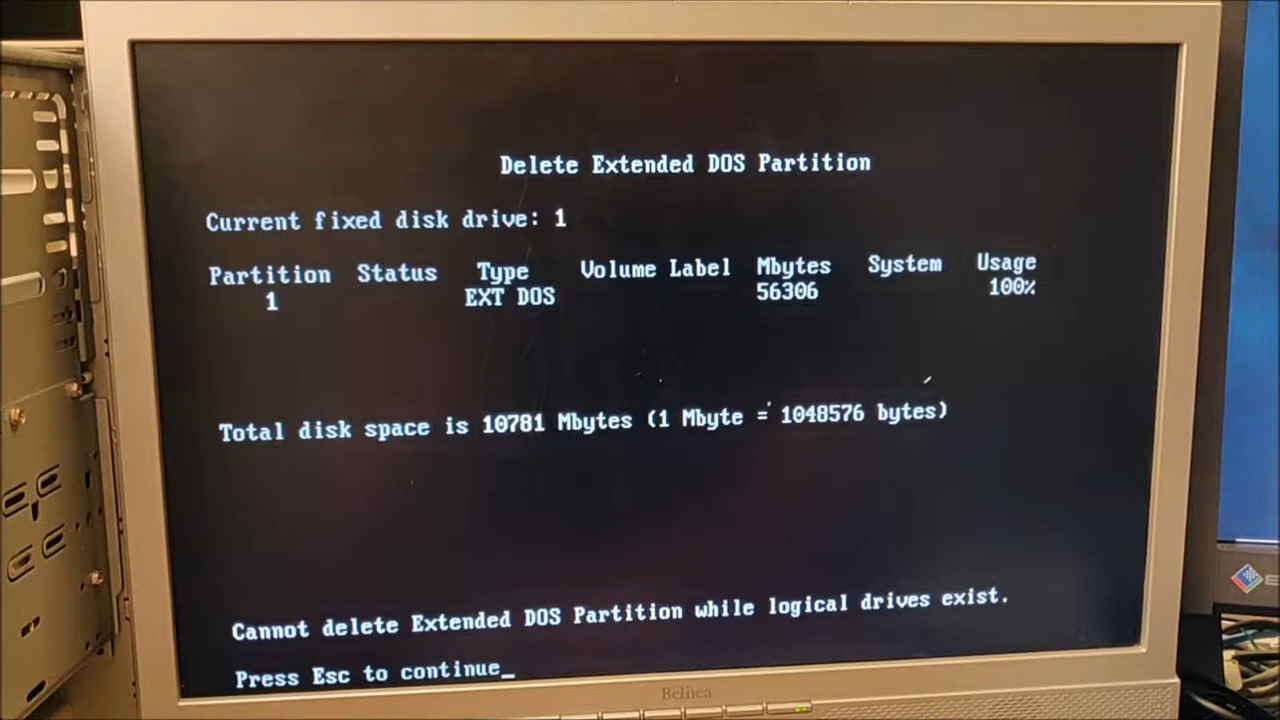 Delete Extended DOS Partition
Current fixed disk drive: 1
Partition Status Type Volume Label Mbytes System Usage
1 EXT DOS 56306 100%
Total disk space is 10781 Mbytes (1 Mbyte = 1048576 bytes)
Cannot delete Extended DOS Partition while logical drives exist.
Press Esc to continue_
Belinea